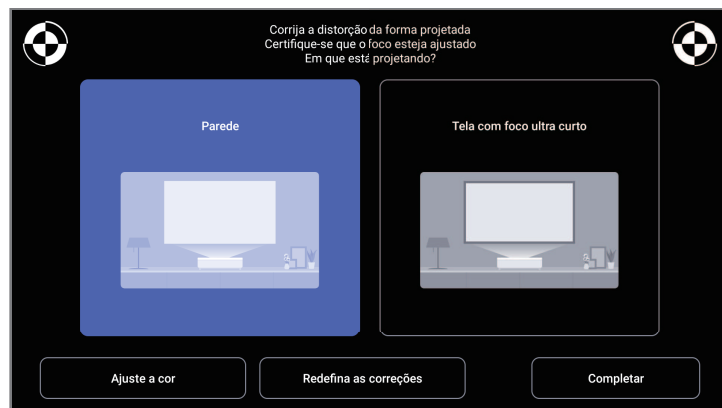 Corrija a distorção da forma projetada
Certifique-se que o foco esteja ajustado
Em que está projetando?
Parede
Tela com foco ultra curto
Ajuste a cor
Redefina as correções
Completar